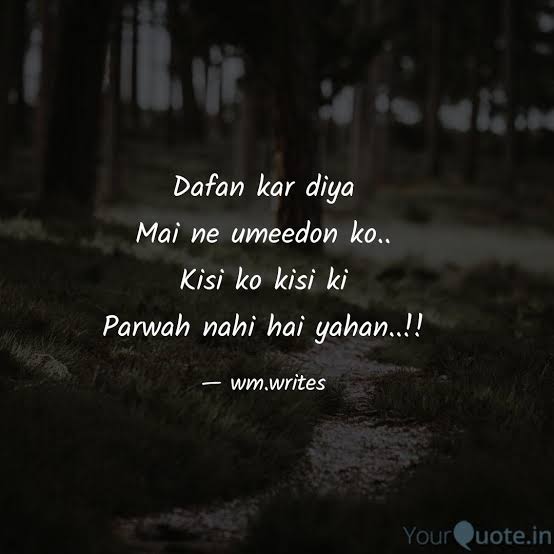 Dafan kar diya
Mai ne umeedon ko..
Kisi ko kisi ki
Parwah nahi hai yahan..!!
— wm.writes
YourQuote.in